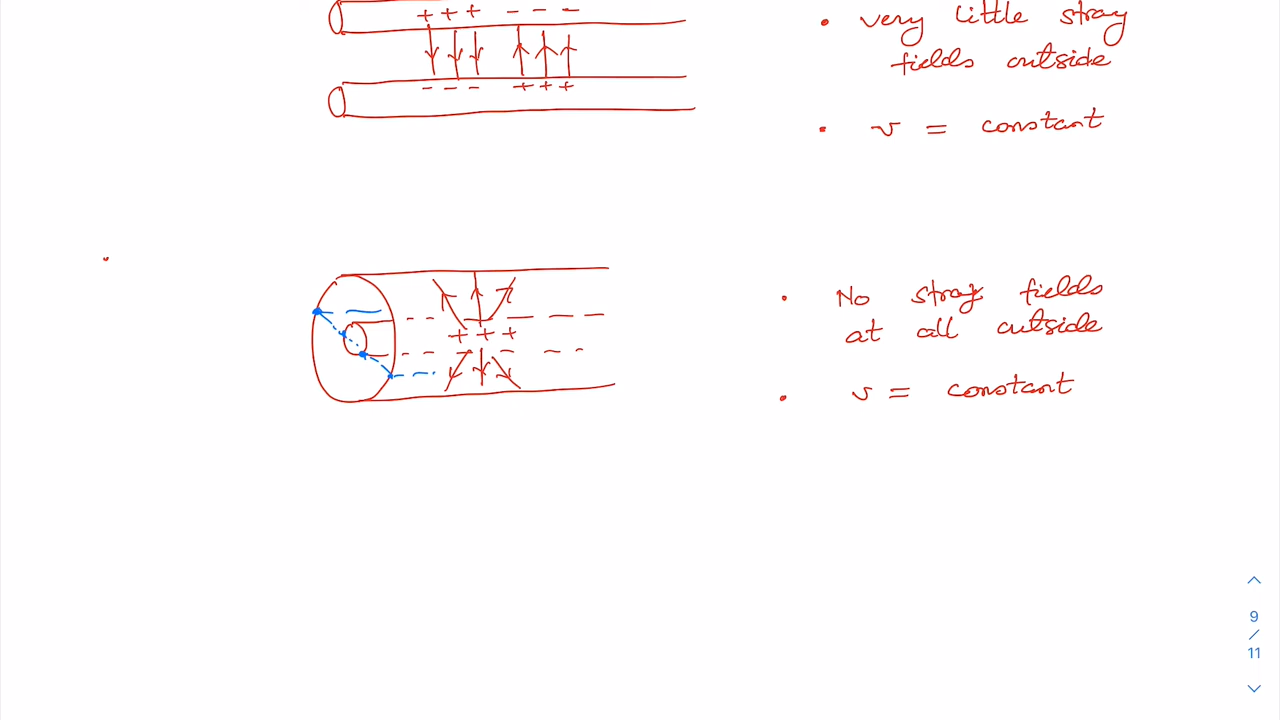 + + + - - -
- - - + + +
• very little stray
fields outside
• v = constant
+ + +
• No stray fields
at all outside
• v = constant
9
/
11